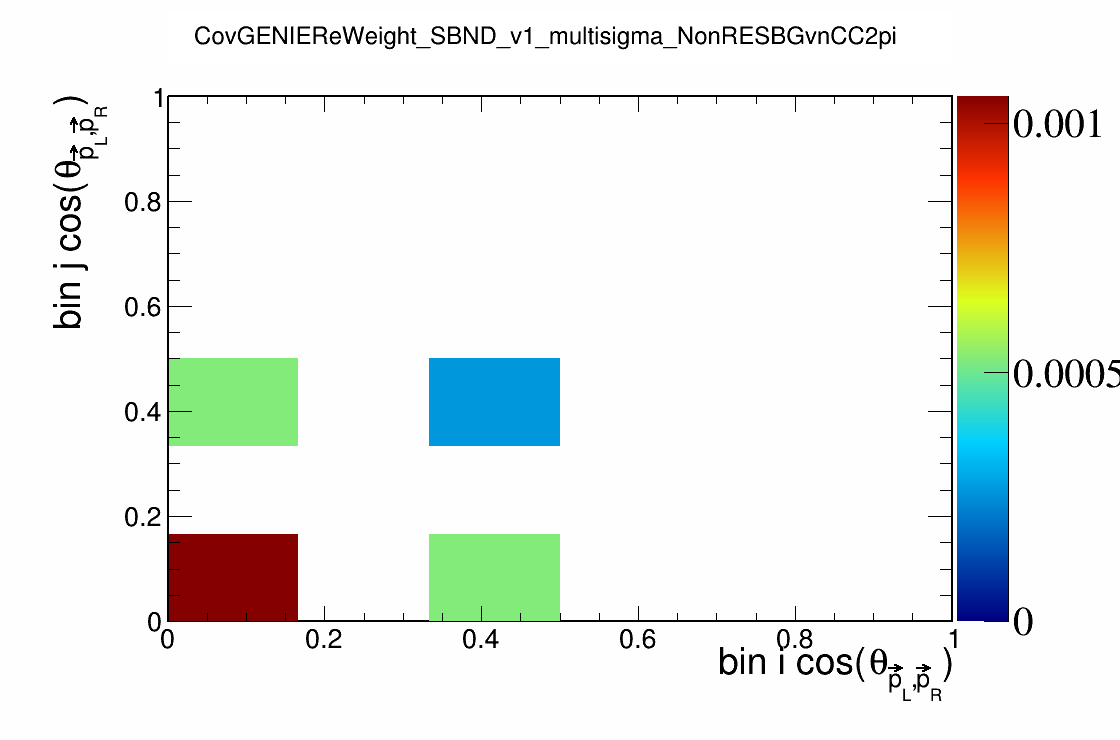 CovGENIEReWeight_SBND_v1_multisigma_NonRESBGvnCC2pi
bin j cos(θp⃗L,p⃗R)
1
0.8
0.6
0.4
0.2
0
0 0.2 0.4 0.6 0.8 1
bin i cos(θp⃗L,p⃗R)
0.001
0.0005
0